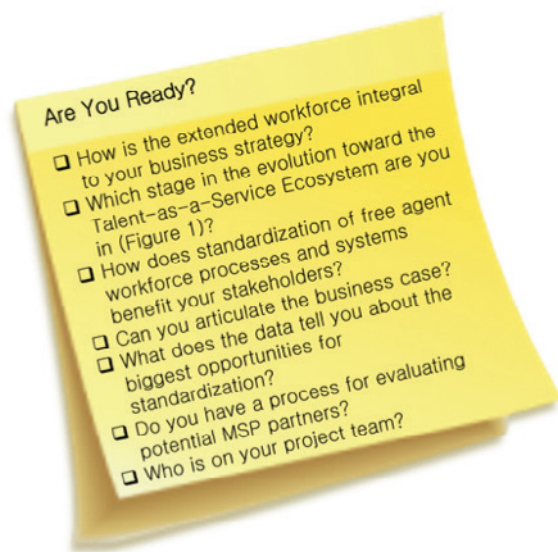 Are You Ready?
❑ How is the extended workforce integral
to your business strategy?
❑ Which stage in the evolution toward the
Talent-as-a-Service Ecosystem are you
in (Figure 1)?
❑ How does standardization of free agent
workforce processes and systems
benefit your stakeholders?
❑ Can you articulate the business case?
❑ What does the data tell you about the
biggest opportunities for
standardization?
❑ Do you have a process for evaluating
potential MSP partners?
❑ Who is on your project team?